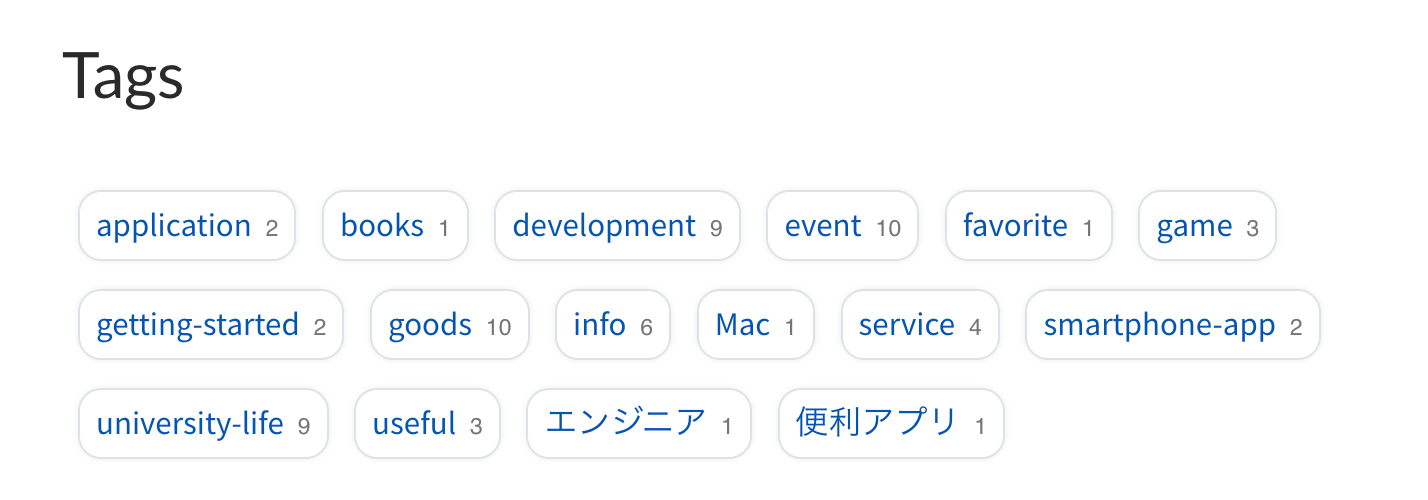 Tags
application 2 books 1 development 9 event 10 favorite 1 game 3
getting-started 2 goods 10 info 6 Mac 1 service 4 smartphone-app 2
university-life 9 useful 3 エンジニア 1 便利アプリ 1